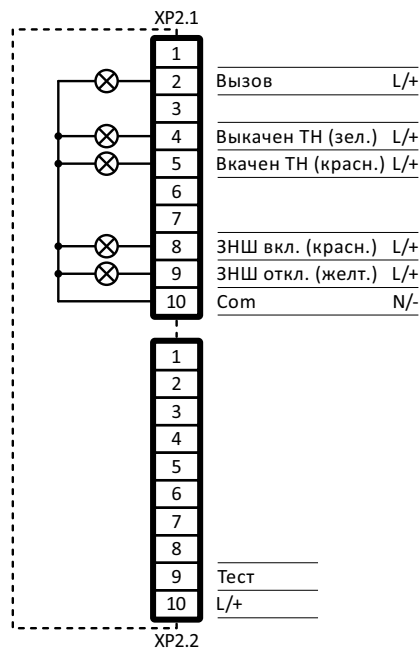 XP2.1
1
2 Вызов L/+
3
4 Выкачен ТН (зел.) L/+
5 Вкачен ТН (красн.) L/+
6
7
8 ЗНШ вкл. (красн.) L/+
9 ЗНШ откл. (желт.) L/+
10 Com N/-
1
2
3
4
5
6
7
8
9 Тест
10 L/+
XP2.2